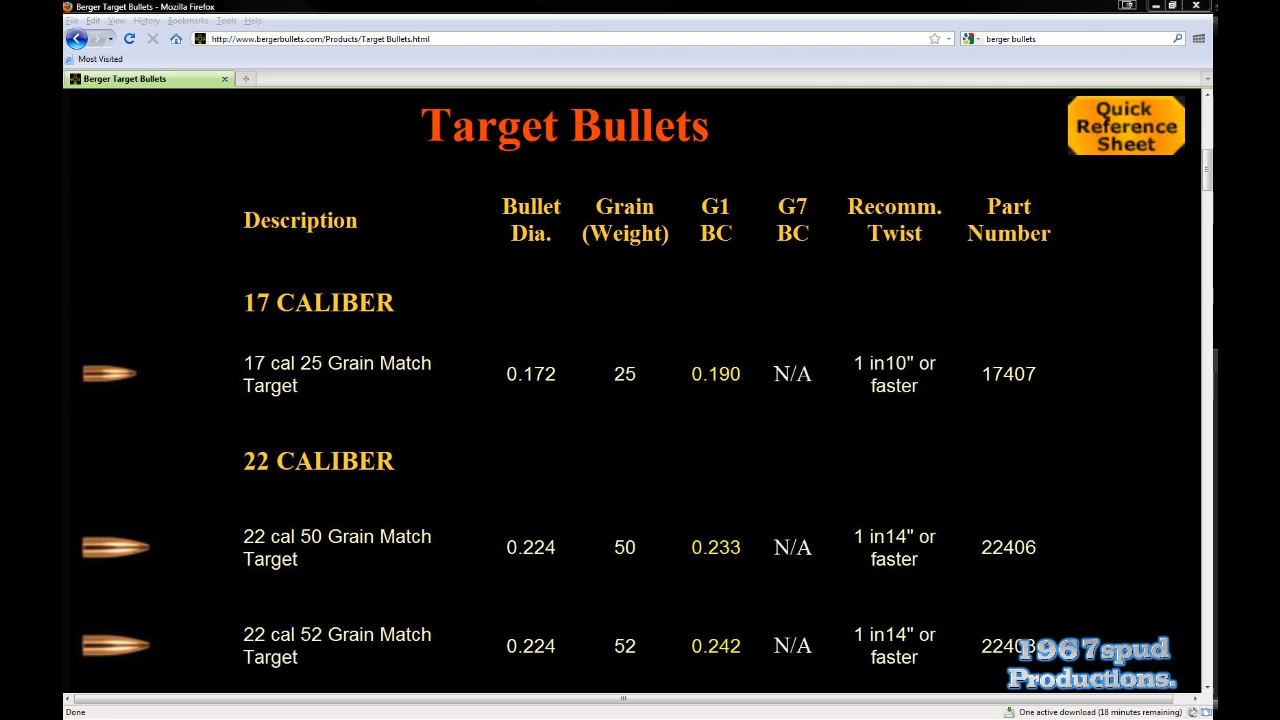 Berger Target Bullets - Mozilla Firefox
File Edit View History Bookmarks Tools Help
http://www.bergerbullets.com/Products/Target Bullets.html
berger bullets
Most Visited
Berger Target Bullets
Target Bullets
Quick
Reference
Sheet
Description
Bullet
Dia.
Grain
(Weight)
G1
BC
G7
BC
Recomm.
Twist
Part
Number
17 CALIBER
17 cal 25 Grain Match
Target
0.172
25
0.190
N/A
1 in10" or
faster
17407
22 CALIBER
22 cal 50 Grain Match
Target
0.224
50
0.233
N/A
1 in14" or
faster
22406
22 cal 52 Grain Match
Target
0.224
52
0.242
N/A
1 in14" or
faster
1967spud
Productions.
Done
One active download (18 minutes remaining)